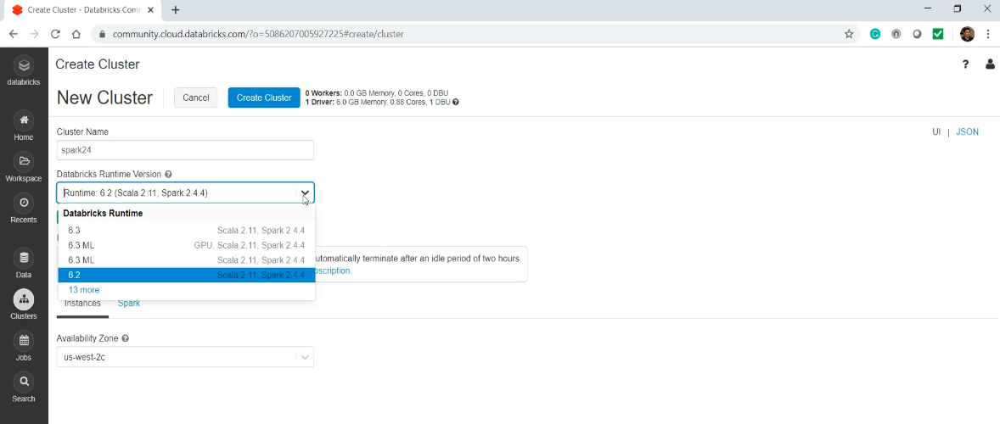 Create Cluster - Databricks Com
community.cloud.databricks.com/?o=5086207005927225#create/cluster
databricks
Home
Workspace
Recents
Data
Clusters
Jobs
Search
Create Cluster
?
New Cluster
Cancel
Create Cluster
0 Workers: 0.0 GB Memory, 0 Cores, 0 DBU
1 Driver: 6.0 GB Memory, 0.88 Cores, 1 DBU ?
UI | JSON
Cluster Name
spark24
Databricks Runtime Version ?
Runtime: 6.2 (Scala 2.11, Spark 2.4.4)
Databricks Runtime
6.3 Scala 2.11, Spark 2.4.4
6.3 ML GPU, Scala 2.11, Spark 2.4.4
6.3 ML Scala 2.11, Spark 2.4.4
6.2 Scala 2.11, Spark 2.4.4
13 more
utomatically terminate after an idle period of two hours.
bscription.
Instances Spark
Availability Zone ?
us-west-2c